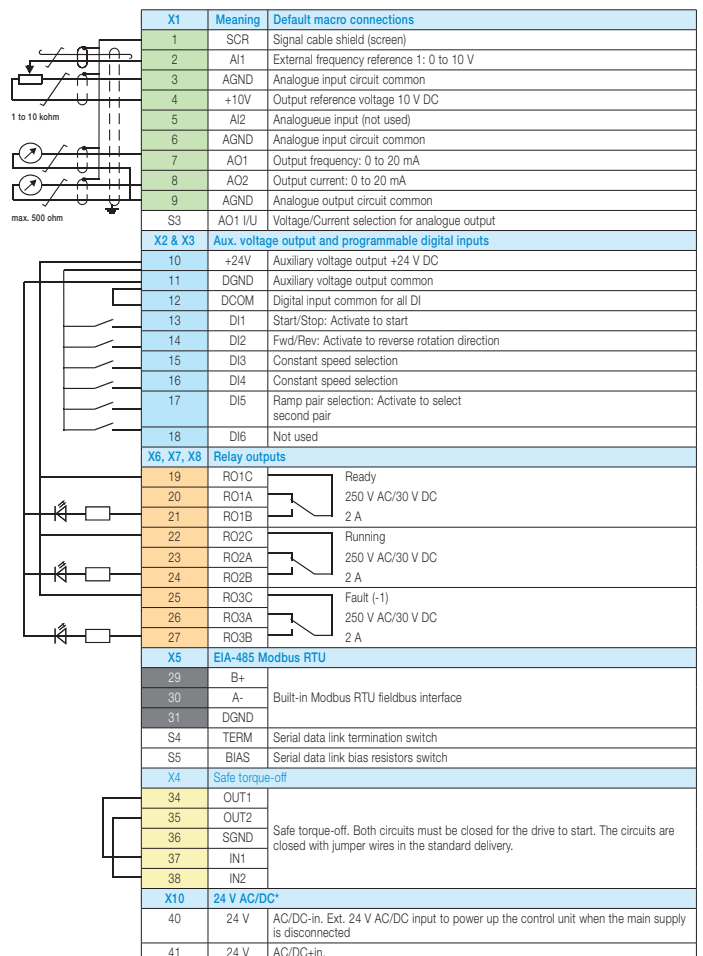 X1 Meaning Default macro connections
1 SCR Signal cable shield (screen)
2 AI1 External frequency reference 1: 0 to 10 V
3 AGND Analogue input circuit common
4 +10V Output reference voltage 10 V DC
1 to 10 kohm
5 AI2 Analogueue input (not used)
6 AGND Analogue input circuit common
7 AO1 Output frequency: 0 to 20 mA
8 AO2 Output current: 0 to 20 mA
9 AGND Analogue output circuit common
max. 500 ohm
S3 AO1 I/U Voltage/Current selection for analogue output
X2 & X3 Aux. voltage output and programmable digital inputs
10 +24V Auxiliary voltage output +24 V DC
11 DGND Auxiliary voltage output common
12 DCOM Digital input common for all DI
13 DI1 Start/Stop: Activate to start
14 DI2 Fwd/Rev: Activate to reverse rotation direction
15 DI3 Constant speed selection
16 DI4 Constant speed selection
17 DI5 Ramp pair selection: Activate to select
second pair
18 DI6 Not used
X6, X7, X8 Relay outputs
19 RO1C Ready
20 RO1A 250 V AC/30 V DC
21 RO1B 2 A
22 RO2C Running
23 RO2A 250 V AC/30 V DC
24 RO2B 2 A
25 RO3C Fault (-1)
26 RO3A 250 V AC/30 V DC
27 RO3B 2 A
X5 EIA-485 Modbus RTU
29 B+
30 A- Built-in Modbus RTU fieldbus interface
31 DGND
S4 TERM Serial data link termination switch
S5 BIAS Serial data link bias resistors switch
X4 Safe torque-off
34 OUT1
35 OUT2
36 SGND
37 IN1
38 IN2
Safe torque-off. Both circuits must be closed for the drive to start. The circuits are
closed with jumper wires in the standard delivery.
X10 24 V AC/DC*
40 24 V AC/DC-in. Ext. 24 V AC/DC input to power up the control unit when the main supply
is disconnected
41 24 V AC/DC+in.